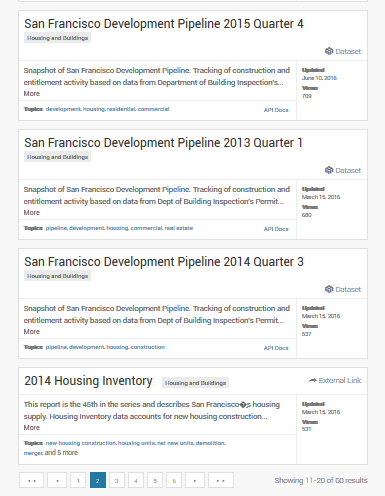 San Francisco Development Pipeline 2015 Quarter 4
Housing and Buildings
Dataset
Snapshot of San Francisco Development Pipeline. Tracking of construction and
entitlement activity based on data from Department of Building Inspection's...
More
Updated
June 10, 2016
Views
709
Topics development, housing, residential, commercial
API Docs
San Francisco Development Pipeline 2013 Quarter 1
Housing and Buildings
Dataset
Snapshot of San Francisco Development Pipeline. Tracking of construction and
entitlement activity based on data from Dept of Building Inspection's Permit...
More
Updated
March 15, 2016
Views
680
Topics pipeline, development, housing, commercial, real estate
API Docs
San Francisco Development Pipeline 2014 Quarter 3
Housing and Buildings
Dataset
Snapshot of San Francisco Development Pipeline. Tracking of construction and
entitlement activity based on data from Dept of Building Inspection's Permit...
More
Updated
March 15, 2016
Views
537
Topics pipeline, development, housing, construction
API Docs
2014 Housing Inventory Housing and Buildings
External Link
This report is the 45th in the series and describes San Francisco�s housing
supply. Housing Inventory data accounts for new housing construction...
More
Updated
March 15, 2016
Views
531
Topics new housing construction, housing units, net new units, demolition,
merger, and 5 more
1 2 3 4 5 6
Showing 11-20 of 60 results